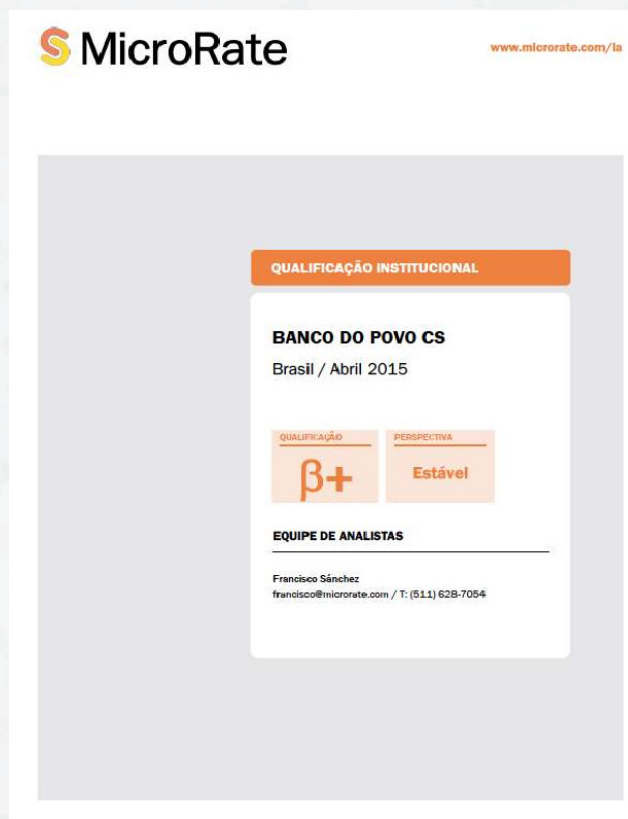 MicroRate
www.microrate.com/la
QUALIFICAÇÃO INSTITUCIONAL
BANCO DO POVO CS
Brasil / Abril 2015
QUALIFICAÇÃO
PERSPECTIVA
β+
Estável
EQUIPE DE ANALISTAS
Francisco Sánchez
francisco@microrate.com / T: (511) 628-7054